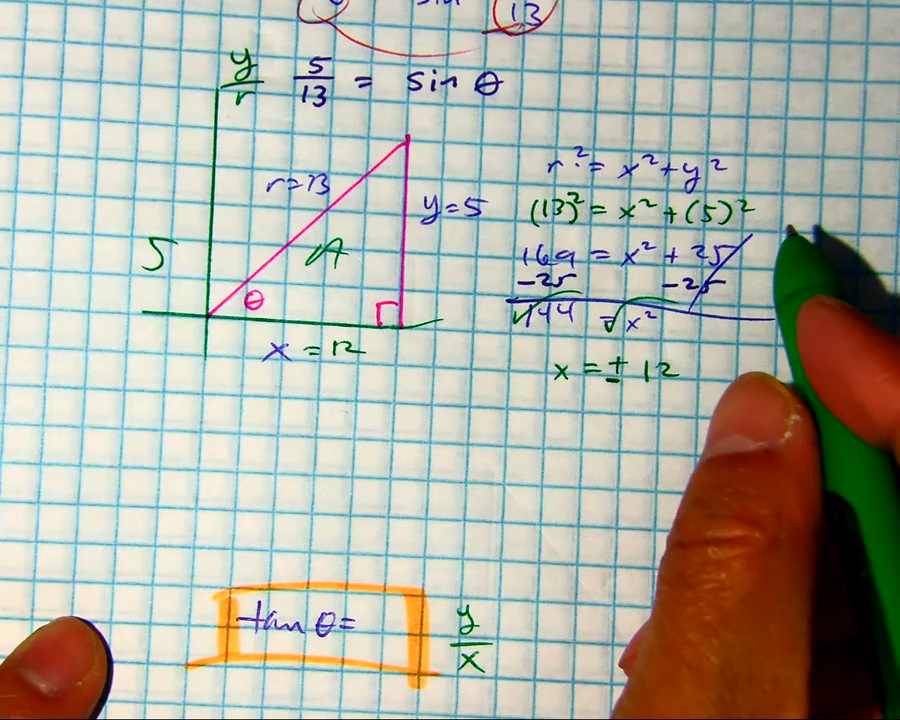 13
y/r 5/13 = sin θ
r=13
y=5
S
A
θ
x = 12
r² = x² + y²
(13)² = x² + (5)²
169 = x² + 25
-25 -25
√144 = √x²
x = ± 12
tan θ= y/x